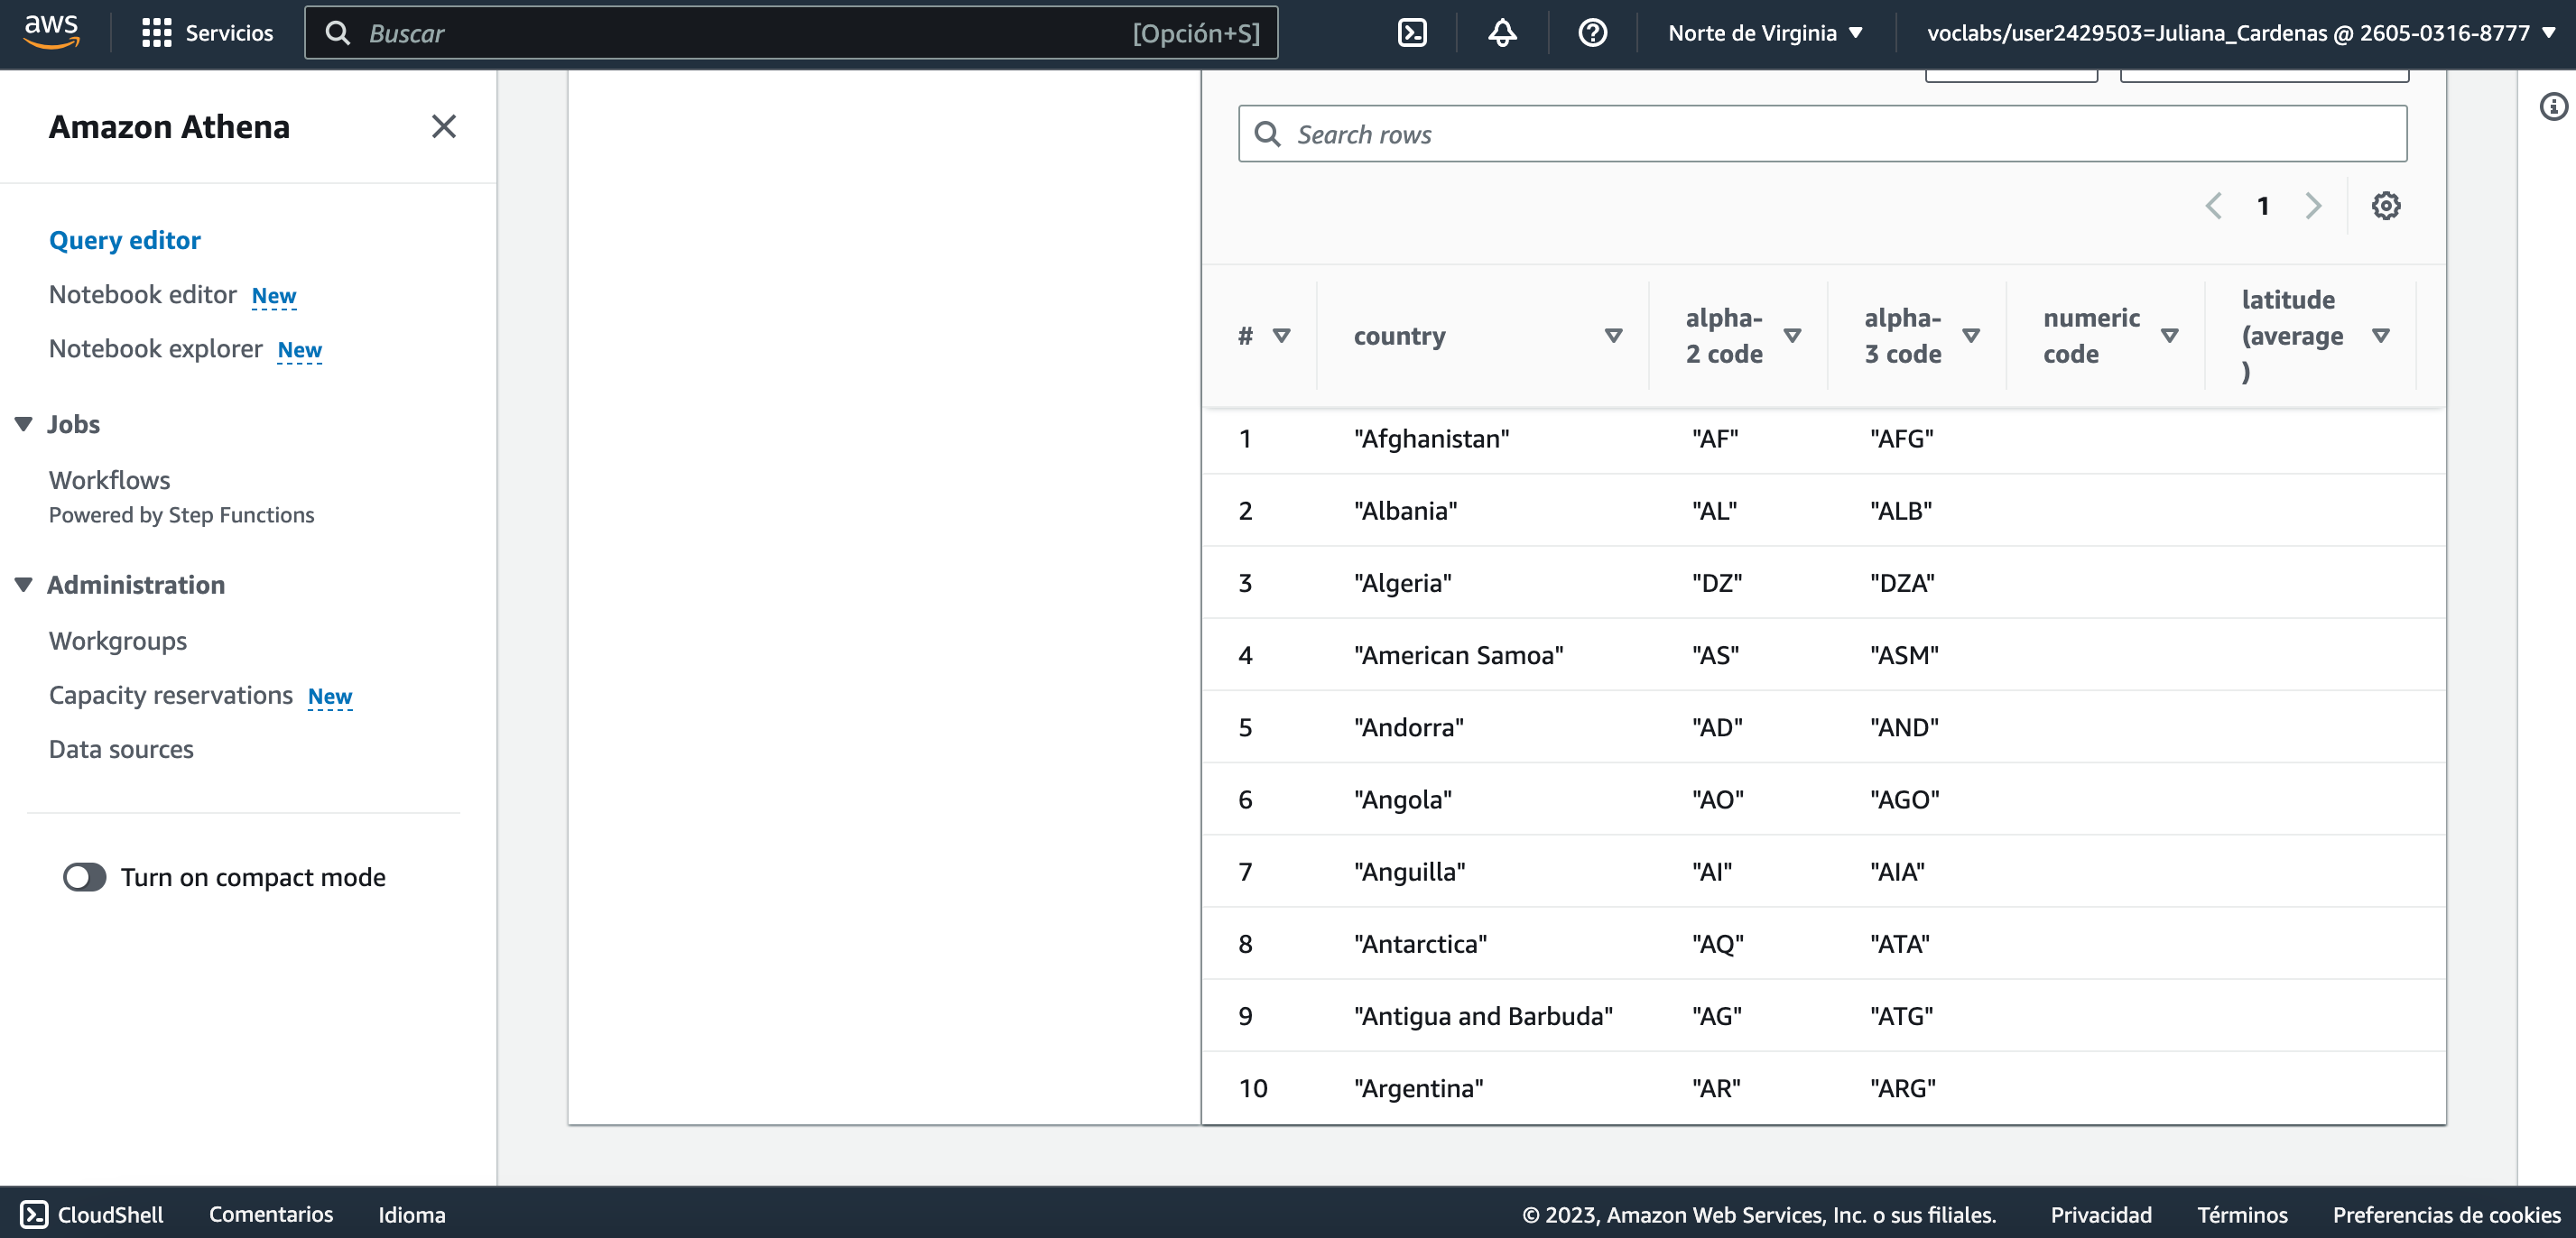 aws
Servicios
Buscar
[Opción+S]
Norte de Virginia
voclabs/user2429503=Juliana_Cardenas @ 2605-0316-8777
Amazon Athena
Query editor
Notebook editor New
Notebook explorer New
Jobs
Workflows
Powered by Step Functions
Administration
Workgroups
Capacity reservations New
Data sources
Turn on compact mode
Search rows
1
# country alpha-2 code alpha-3 code numeric code latitude (average)
1 "Afghanistan" "AF" "AFG"
2 "Albania" "AL" "ALB"
3 "Algeria" "DZ" "DZA"
4 "American Samoa" "AS" "ASM"
5 "Andorra" "AD" "AND"
6 "Angola" "AO" "AGO"
7 "Anguilla" "AI" "AIA"
8 "Antarctica" "AQ" "ATA"
9 "Antigua and Barbuda" "AG" "ATG"
10 "Argentina" "AR" "ARG"
CloudShell Comentarios Idioma
© 2023, Amazon Web Services, Inc. o sus filiales. Privacidad Términos Preferencias de cookies